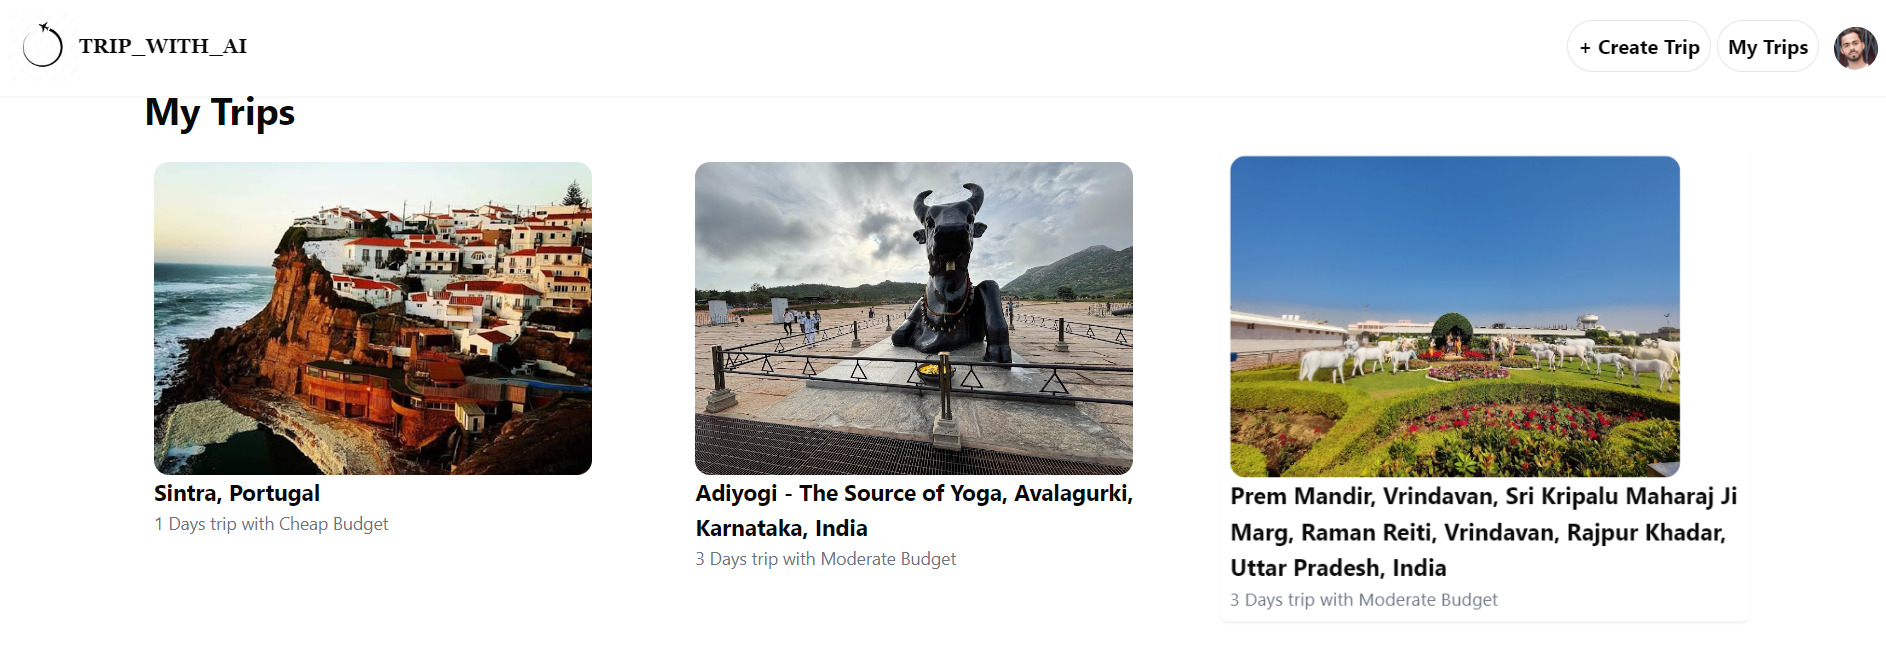 TRIP_WITH_AI
+ Create Trip
My Trips
My Trips
Sintra, Portugal
1 Days trip with Cheap Budget
Adiyogi - The Source of Yoga, Avalagurki,
Karnataka, India
3 Days trip with Moderate Budget
Prem Mandir, Vrindavan, Sri Kripalu Maharaj Ji
Marg, Raman Reiti, Vrindavan, Rajpur Khadar,
Uttar Pradesh, India
3 Days trip with Moderate Budget